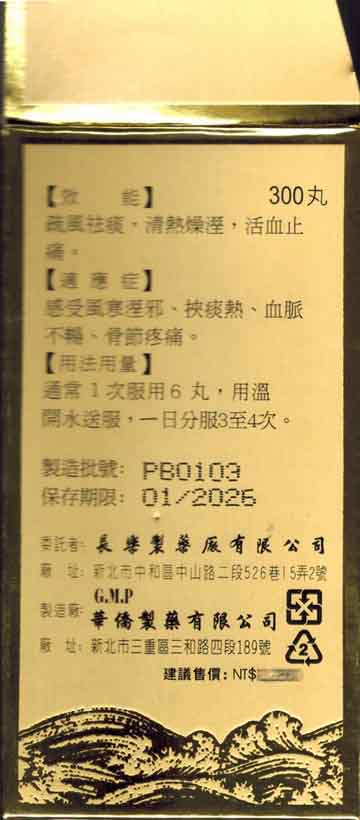 【效 能】 300丸
疏風祛痰，清熱燥溼，活血止
痛。
【適應症】
感受風寒溼邪、挾痰熱、血脈
不暢、骨節疼痛。
【用法用量】
通常1次服用6丸，用溫
開水送服，一日分服3至4次。
製造批號: PB0103
保存期限: 01/2026
委託者: 長樂製藥廠有限公司
廠 址: 新北市中和區中山路二段526巷15弄2號
G.M.P
製造廠: 華僑製藥有限公司
廠 址: 新北市三重區三和路四段189號
2
建議售價: NT$